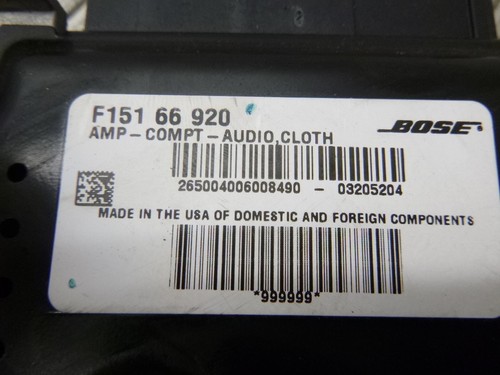 F151 66 920
AMP-COMPT-AUDIO,CLOTH
BOSE
265004006008490 - 03205204
MADE IN THE USA OF DOMESTIC AND FOREIGN COMPONENTS
*999999*